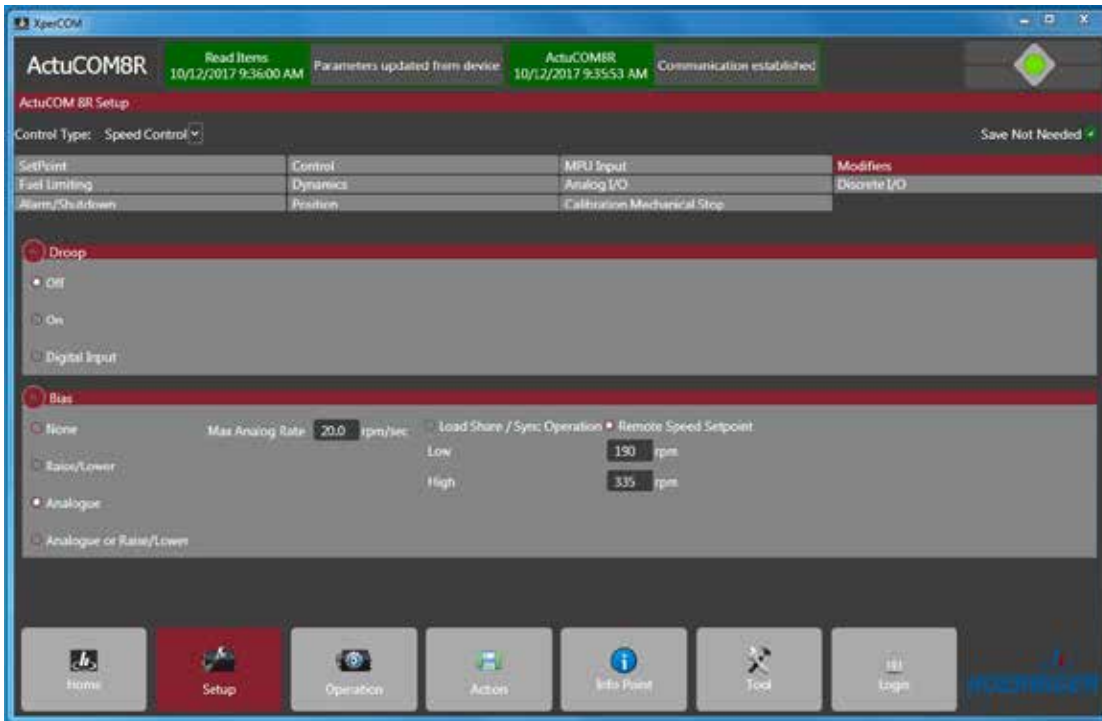 XperCOM
ActuCOM8R Read Items 10/12/2017 9:36:00 AM Parameters updated from device ActuCOM8R 10/12/2017 9:35:53 AM Communication established
ActuCOM 8R Setup
Control Type: Speed Control Save Not Needed
SetPoint Control MPU Input Modifiers
Fuel Limiting Dynamics Analog I/O Discrete I/O
Alarm/Shutdown Position Calibration Mechanical Stop
Droop
Off
On
Digital Input
Bias
None Max Analog Rate 20.0 rpm/sec Load Share / Sync Operation Remote Speed Setpoint
Low 190 rpm
Raise/Lower
High 335 rpm
Analogue
Analogue or Raise/Lower
Home Setup Operation Action Info Point Tool Login